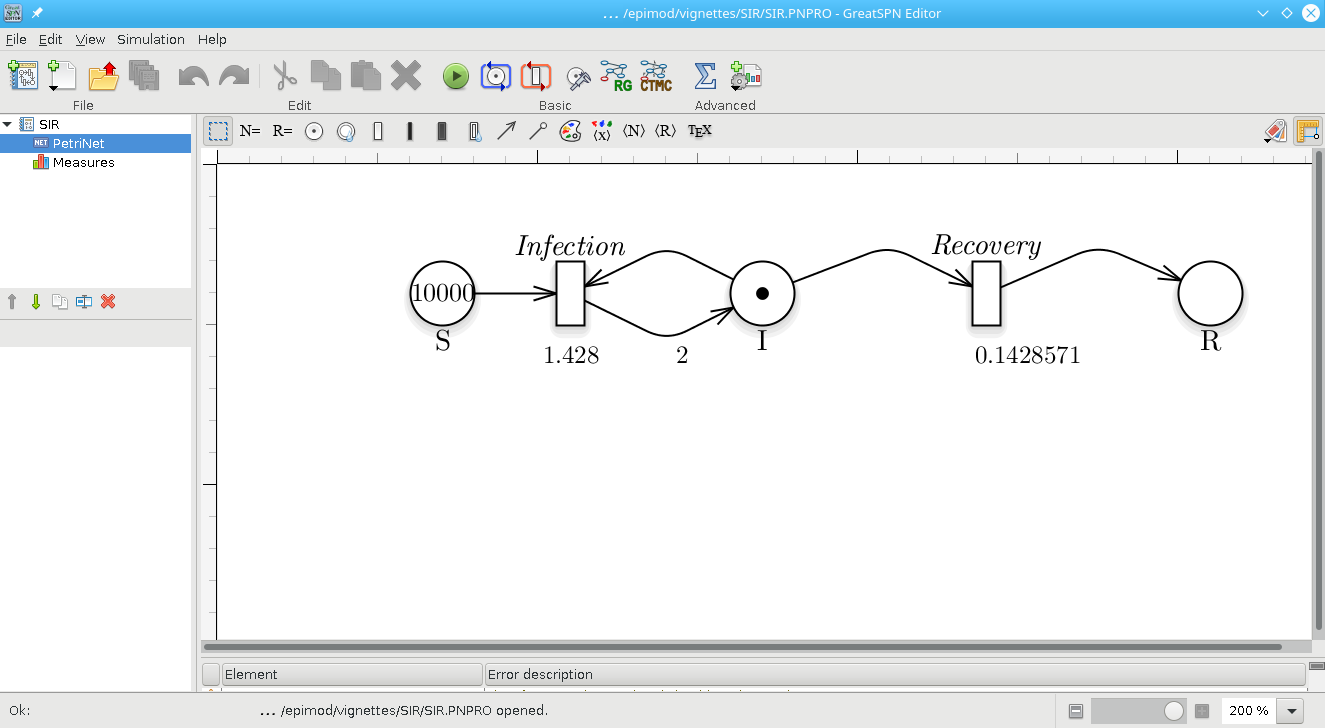 ... /epimod/vignettes/SIR/SIR.PNPRO - GreatSPN Editor
File Edit View Simulation Help
RG CTMC
File Edit Basic Advanced
SIR
NET PetriNet
Measures
N= R= ⟨x⟩ ⟨N⟩ ⟨R⟩ TEX
Infection Recovery
10000
S I R
1.428 2 0.1428571
Element Error description
Ok: ... /epimod/vignettes/SIR/SIR.PNPRO opened. 200 %